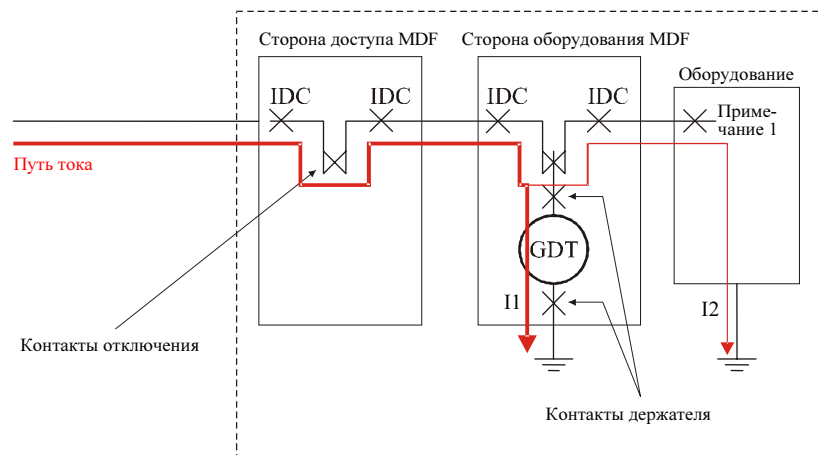 Сторона доступа MDF
Сторона оборудования MDF
Оборудование
IDC
IDC
IDC
IDC
Приме-
чание 1
Путь тока
GDT
I1
I2
Контакты отключения
Контакты держателя